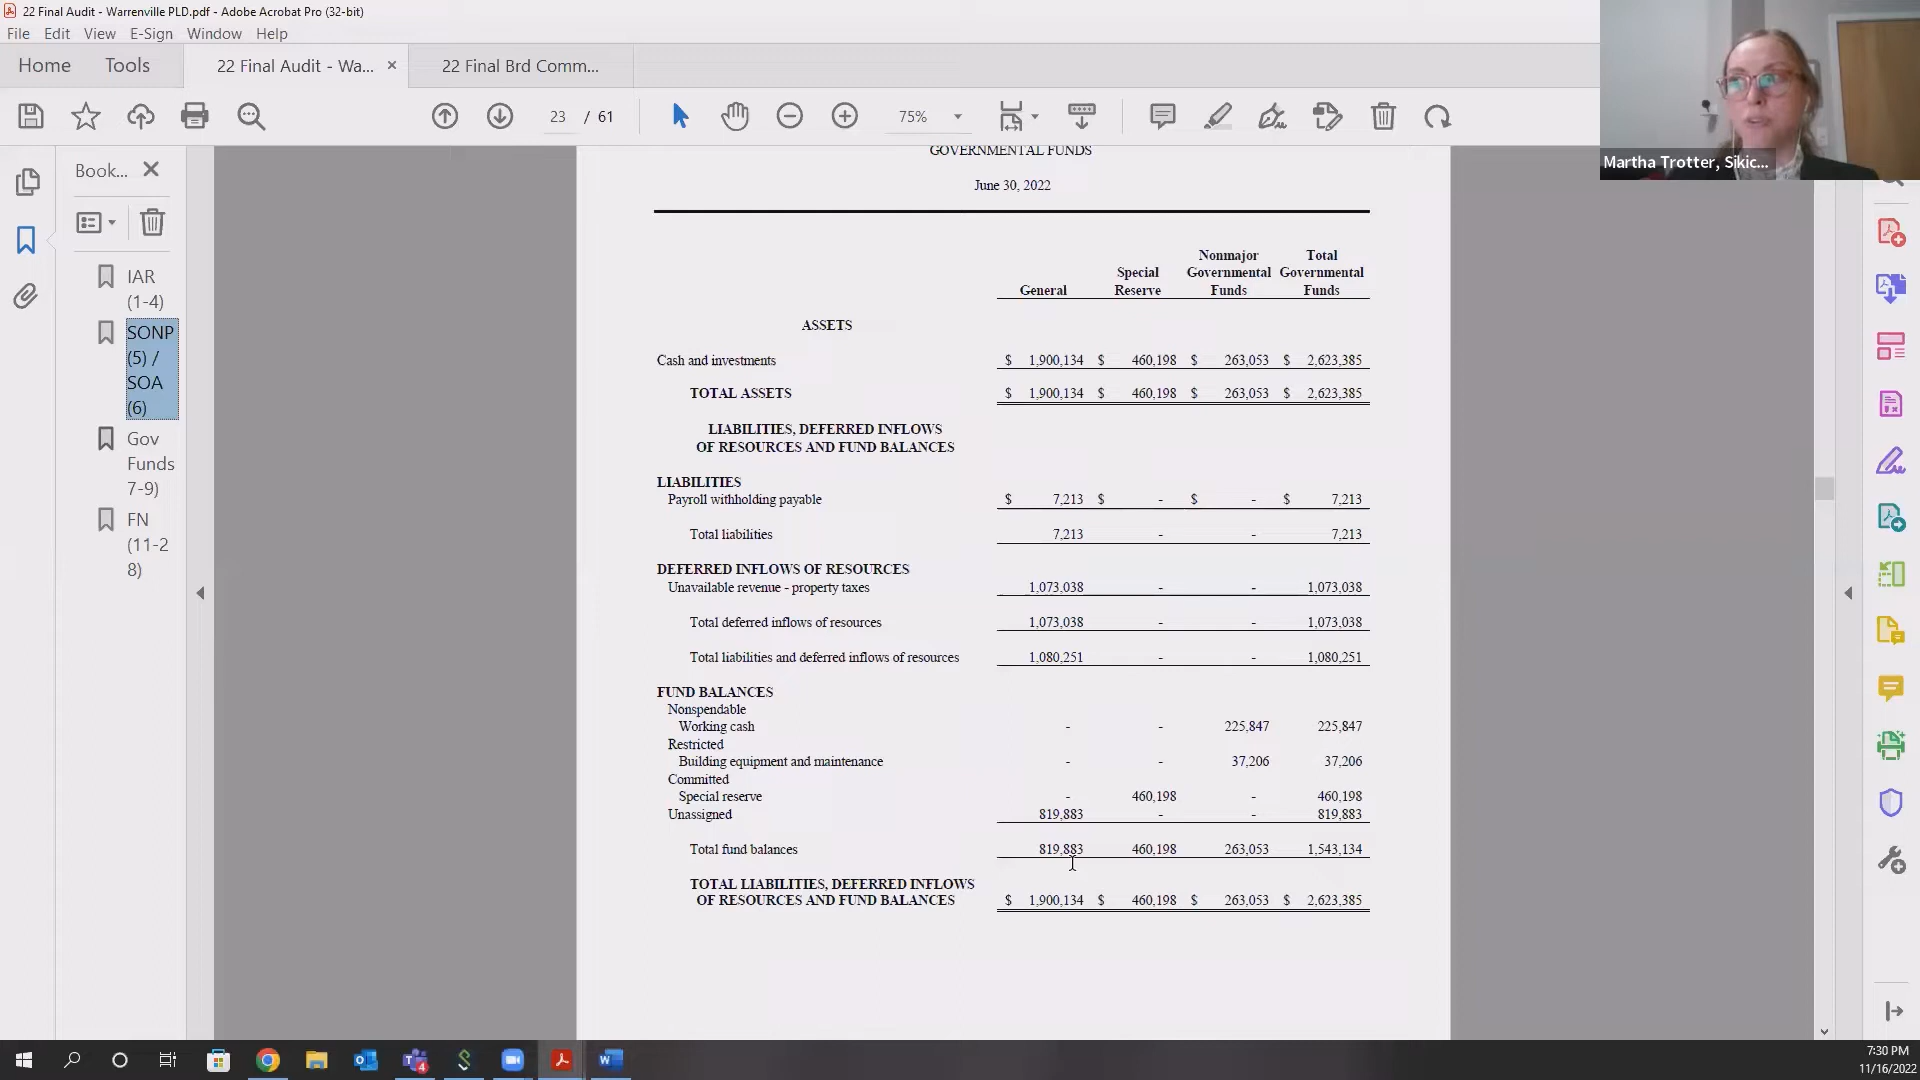 22 Final Audit - Warrenville PLD.pdf - Adobe Acrobat Pro (32-bit)
File Edit View E-Sign Window Help
Home Tools 22 Final Audit - Wa... × 22 Final Brd Comm...
23 / 61 75%
Martha Trotter, Sikic...
Book...
IAR
(1-4)
SONP
(5) /
SOA
(6)
Gov
Funds
7-9)
FN
(11-2
8)
GOVERNMENTAL FUNDS
June 30, 2022
Nonmajor Total
Special Governmental Governmental
General Reserve Funds Funds
ASSETS
Cash and investments $ 1,900,134 $ 460,198 $ 263,053 $ 2,623,385
TOTAL ASSETS $ 1,900,134 $ 460,198 $ 263,053 $ 2,623,385
LIABILITIES, DEFERRED INFLOWS
OF RESOURCES AND FUND BALANCES
LIABILITIES
Payroll withholding payable $ 7,213 $ - $ - $ 7,213
Total liabilities 7,213 - - 7,213
DEFERRED INFLOWS OF RESOURCES
Unavailable revenue - property taxes 1,073,038 - - 1,073,038
Total deferred inflows of resources 1,073,038 - - 1,073,038
Total liabilities and deferred inflows of resources 1,080,251 - - 1,080,251
FUND BALANCES
Nonspendable
Working cash - - 225,847 225,847
Restricted
Building equipment and maintenance - - 37,206 37,206
Committed
Special reserve - 460,198 - 460,198
Unassigned 819,883 - - 819,883
Total fund balances 819,883 460,198 263,053 1,543,134
TOTAL LIABILITIES, DEFERRED INFLOWS
OF RESOURCES AND FUND BALANCES $ 1,900,134 $ 460,198 $ 263,053 $ 2,623,385
4
7:30 PM
11/16/2022